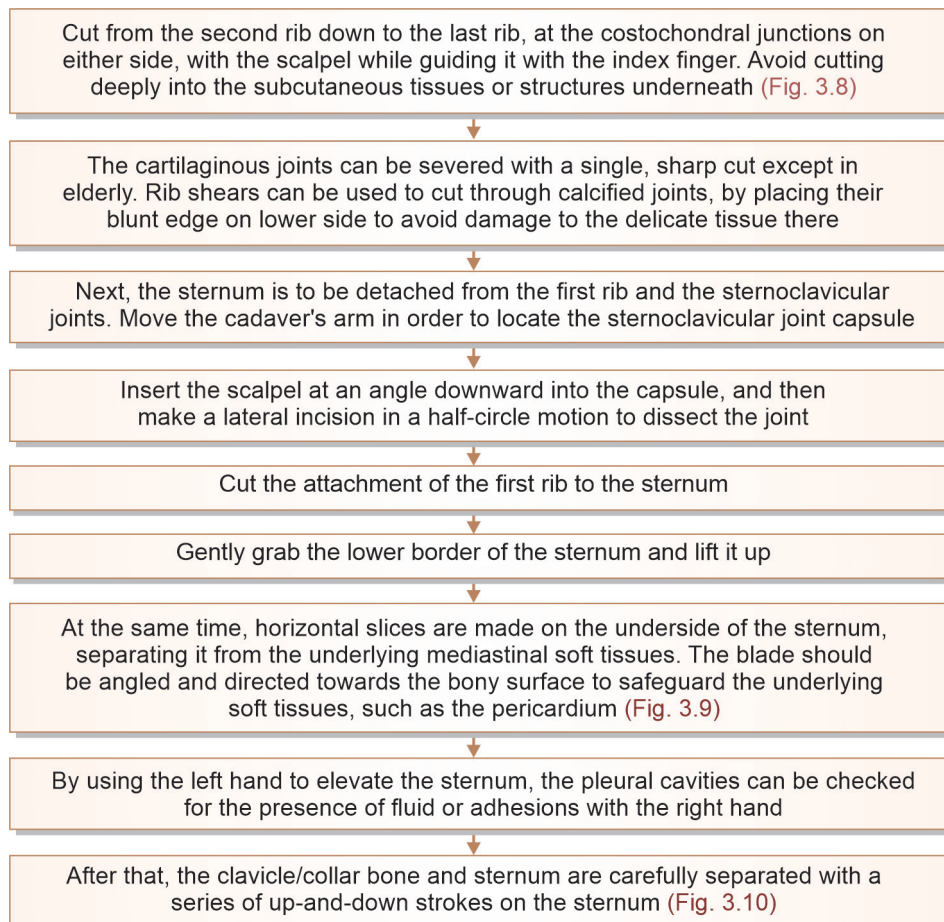 Cut from the second rib down to the last rib, at the costochondral junctions on
either side, with the scalpel while guiding it with the index finger. Avoid cutting
deeply into the subcutaneous tissues or structures underneath (Fig. 3.8)
The cartilaginous joints can be severed with a single, sharp cut except in
elderly. Rib shears can be used to cut through calcified joints, by placing their
blunt edge on lower side to avoid damage to the delicate tissue there
Next, the sternum is to be detached from the first rib and the sternoclavicular
joints. Move the cadaver's arm in order to locate the sternoclavicular joint capsule
Insert the scalpel at an angle downward into the capsule, and then
make a lateral incision in a half-circle motion to dissect the joint
Cut the attachment of the first rib to the sternum
Gently grab the lower border of the sternum and lift it up
At the same time, horizontal slices are made on the underside of the sternum,
separating it from the underlying mediastinal soft tissues. The blade should
be angled and directed towards the bony surface to safeguard the underlying
soft tissues, such as the pericardium (Fig. 3.9)
By using the left hand to elevate the sternum, the pleural cavities can be checked
for the presence of fluid or adhesions with the right hand
After that, the clavicle/collar bone and sternum are carefully separated with a
series of up-and-down strokes on the sternum (Fig. 3.10)